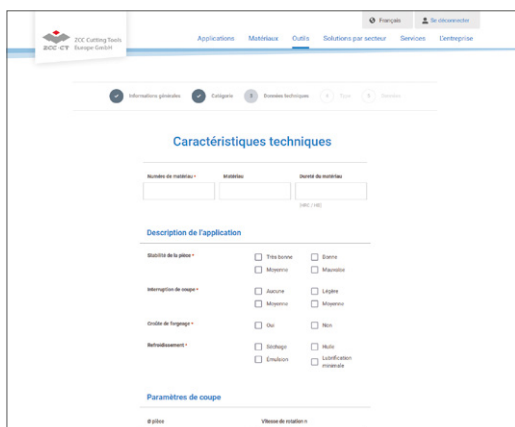 Français
Se déconnecter
ZCC Cutting Tools
Europe GmbH
ZCC·CT
Applications Matériaux Outils Solutions par secteur Services L'entreprise
Informations générales Catégorie 3 Données techniques 4 Type 5
Caractéristiques techniques
Numéro de matériau * Matériau Dureté du matériau
(HRC / HB)
Description de l'application
Stabilité de la pièce * Très bonne Bonne
Moyenne Mauvaise
Interruption de coupe * Aucune Légère
Moyenne Moyenne
Croûte de forgeage * Oui Non
Refroidissement * Séchage Huile
Émulsion Lubrification
minimale
Paramètres de coupe
Ø pièce Vitesse de rotation n